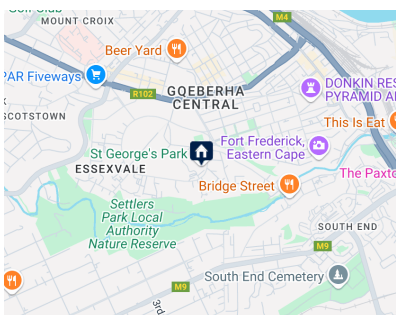 Golf Club
MOUNT CROIX
M4
Beer Yard
PAR Fiveways
R102
GQEBERHA
CENTRAL
DONKIN RES
PYRAMID A
SCOTSTOWN
This Is Eat
Fort Frederick,
Eastern Cape
St George's Park
ESSEXVALE
The Paxto
Bridge Street
Settlers
Park Local
Authority
Nature Reserve
SOUTH END
M9
South End Cemetery
M9
3rd